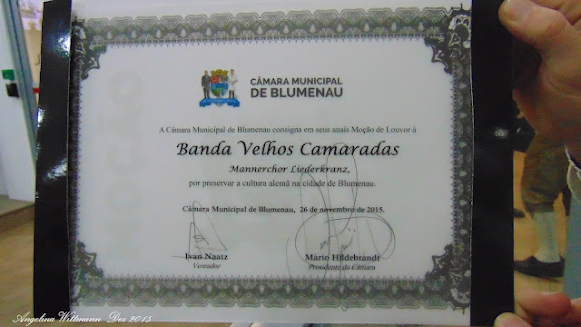 CÂMARA MUNICIPAL
DE BLUMENAU
A Câmara Municipal de Blumenau consigna em seus anais Moção de Louvor à
Banda Velhos Camaradas
Mannerchor Liederkranz,
por preservar a cultura alemã na cidade de Blumenau.
Câmara Municipal de Blumenau, 26 de novembro de 2015.
Ivan Naatz
Vereador
Mário Hildebrandt
Presidente da Câmara
Angelina Wittmann Dez 2015